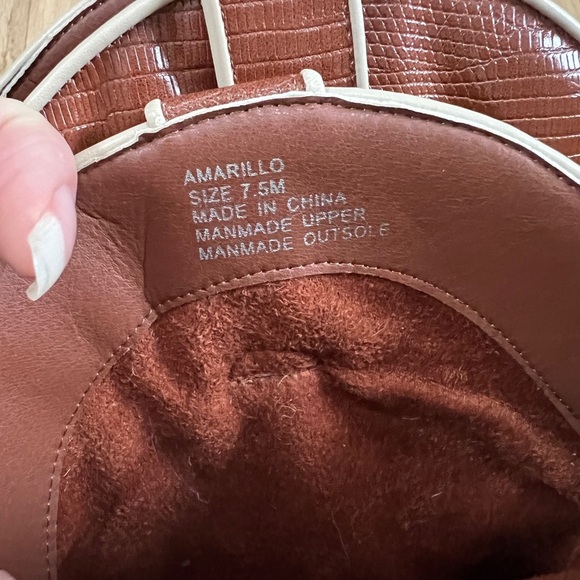 AMARILLO
SIZE 7.5M
MADE IN CHINA
MANMADE UPPER
MANMADE OUTSOLE